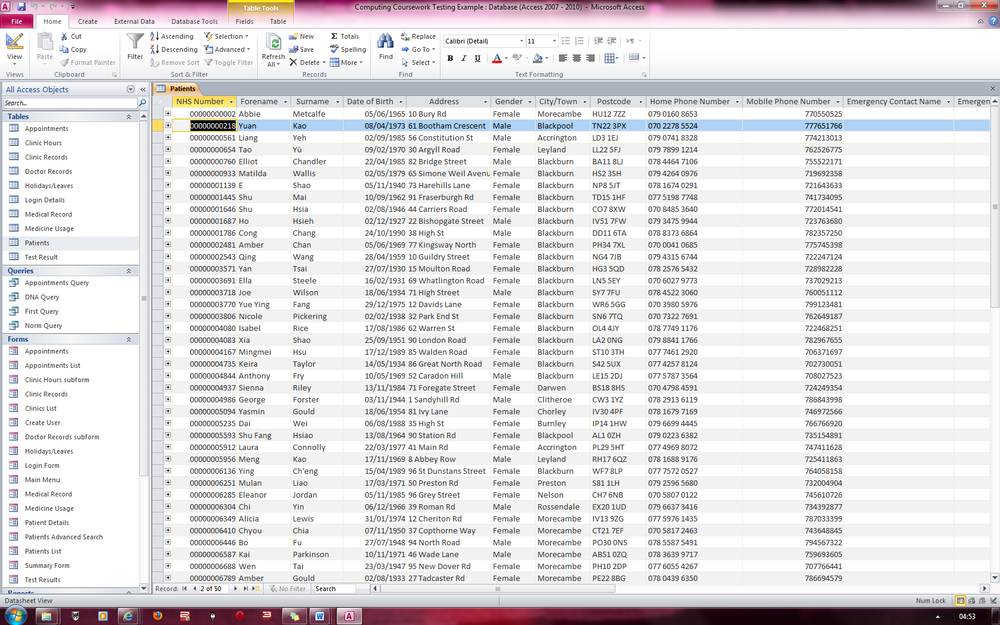 Table Tools
Computing Coursework Testing Example : Database (Access 2007 - 2010) - Microsoft Access
File Home Create External Data Database Tools Fields Table
View
Paste
Cut
Copy
Format Painter
Filter
Ascending
Descending
Remove Sort
Selection
Advanced
Toggle Filter
Refresh All
New
Save
Delete
Totals
Spelling
More
Find
Replace
Go To
Select
Calibri (Detail) 11
B I U A
Views Clipboard Sort & Filter Records Find Text Formatting
All Access Objects
Search...
Tables
Appointments
Clinic Hours
Clinic Records
Doctor Records
Holidays/Leaves
Login Details
Medical Record
Medicine Usage
Patients
Test Result
Queries
Appointments Query
DNA Query
First Query
Norm Query
Forms
Appointments
Appointments List
Clinic Hours subform
Clinic Records
Clinics List
Create User
Doctor Records subform
Holidays/Leaves
Login Form
Main Menu
Medical Record
Medicine Usage
Patient Details
Patients Advanced Search
Patients List
Summary Form
Test Results
Reports
Patients
NHS Number Forename Surname Date of Birth Address Gender City/Town Postcode Home Phone Number Mobile Phone Number Emergency Contact Name Emergen
00000000002 Abbie Metcalfe 05/06/1965 10 Bury Rd Female Morecambe HU12 7ZZ 079 0160 8653 770550525
00000000218 Yuan Kao 08/04/1973 61 Bootham Crescent Male Blackpool TN22 3PX 070 2278 5524 777651766
00000000561 Liang Yeh 02/09/1985 56 Constitution St Male Accrington LD3 1EJ 079 0741 8328 774213013
00000000654 Tao Yü 09/02/1970 30 Argyll Road Female Leyland LL22 5FJ 079 7899 1214 762526775
00000000760 Elliot Chandler 22/04/1985 82 Bridge Street Male Blackburn BA11 8LJ 078 4464 7106 755522171
00000000933 Matilda Wallis 02/05/1979 65 Simone Weil Avenu Female Blackburn HS2 3SH 079 4264 0976 719692358
00000001139 E Shao 05/11/1940 73 Harehills Lane Female Blackburn NP8 5JT 078 1674 0291 721643633
00000001445 Shu Mai 10/09/1962 91 Fraserburgh Rd Female Blackburn TD15 1HF 077 5198 7748 741734095
00000001646 Shu Hsia 02/08/1946 44 Carriers Road Female Blackburn CO7 8XW 070 8485 3640 772014541
00000001687 Ho Hsieh 02/12/1927 22 Bishopgate Street Male Blackburn IV51 7FW 079 3475 9944 723763680
00000001786 Cong Chang 24/10/1990 38 High St Male Blackburn DD11 6TA 078 8373 6864 782357250
00000002481 Amber Chan 05/06/1969 77 Kingsway North Female Blackburn PH34 7XL 070 0041 0685 775745398
00000002543 Qing Wang 28/04/1959 10 Guildry Street Female Blackburn NG4 7JB 079 4315 6744 722247124
00000003571 Yan Tsai 27/07/1930 15 Moulton Road Female Blackburn HG3 5QD 078 2576 5432 728982228
00000003691 Ella Steele 16/02/1931 69 Whatlington Road Female Blackburn LN5 5EY 070 6027 9773 737029213
00000003718 Joe Wilson 18/06/1934 71 High Street Male Blackburn SY7 7FU 078 4522 3060 760051112
00000003770 Yue Ying Fang 29/12/1975 12 Davids Lane Female Blackburn WR6 5GG 070 3980 5976 799123481
00000003806 Nicole Pickering 02/02/1938 32 Park End St Female Blackburn SN6 7TQ 070 7322 7691 762649187
00000004080 Isabel Rice 17/08/1986 62 Warren St Female Blackburn OL4 4JY 078 7749 1176 722468251
00000004083 Xia Shao 25/09/1951 90 London Road Female Blackburn LA2 0NG 079 8841 1766 782967655
00000004167 Mingmei Hsu 17/12/1989 85 Walden Road Female Blackburn ST10 3TH 077 7461 2920 706371697
00000004735 Keira Taylor 14/05/1934 86 Great North Road Female Blackburn S42 5UX 077 4257 8124 702730051
00000004844 Anthony Fry 10/05/1969 52 Caradon Hill Male Blackburn LE15 2DJ 077 5787 3564 708027523
00000004937 Sienna Riley 13/11/1984 71 Foregate Street Female Darwen BS18 8HS 070 4798 4591 724249354
00000004986 George Forster 03/11/1944 1 Sandyhill Rd Male Clitheroe CW3 1YZ 078 2913 6119 786843998
00000005094 Yasmin Gould 18/06/1954 81 Ivy Lane Female Chorley IV30 4PF 078 1679 7169 746972566
00000005235 Dai Wei 06/08/1988 35 High St Female Burnley IP14 1HW 079 6699 4445 766766920
00000005593 Shu Fang Hsiao 13/08/1964 90 Station Rd Female Blackpool AL1 0ZH 079 0223 6382 735154891
00000005912 Laura Connolly 22/03/1977 41 Main Rd Female Accrington PL29 5HT 077 4969 8072 747411628
00000005956 Meng Kao 17/11/1969 8 Abbey Row Male Leyland RH17 6QZ 078 1688 9176 725411863
00000006136 Ying Ch'eng 15/04/1989 96 St Dunstans Street Female Blackburn WF7 8LP 077 7572 0527 764058158
00000006251 Mulan Liao 17/03/1971 50 Preston Rd Female Preston S81 1LH 079 2596 5680 732004904
00000006285 Eleanor Jordan 05/11/1985 96 Grey Street Female Nelson CH7 6NB 070 5807 0122 745610726
00000006304 Chi Yin 06/12/1966 39 Roman Rd Male Rossendale EX20 1UD 079 6637 3416 734392877
00000006349 Alicia Lewis 31/01/1974 12 Cheriton Rd Female Morecambe IV13 9ZG 077 5976 1435 787033399
00000006410 Chyou Chia 07/11/1950 37 Copthorne Way Female Morecambe CT21 7EF 070 5817 2463 743648845
00000006446 Bo Fu 27/07/1948 94 North Road Male Morecambe PO30 0NS 078 5587 5491 794567322
00000006587 Kai Parkinson 10/11/1971 46 Wade Lane Male Morecambe AB51 0ZQ 078 3639 9717 759693605
00000006688 Wen Tai 23/03/1947 95 New Dover Rd Female Morecambe PH10 2DP 077 6055 4267 707766441
00000006789 Amber Gould 02/08/1933 27 Tadcaster Rd Female Morecambe PE22 8BG 078 0439 6350 786694579
Record: 2 of 50 No Filter Search
Datasheet View Num Lock
04:53